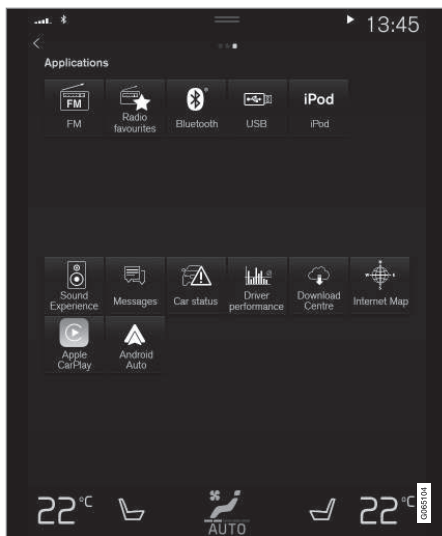 13:45
Applications
FM
iPod
FM
Radio
favourites
Bluetooth
USB
iPod
Sound
Experience
Messages
Car status
Driver
performance
Download
Centre
Internet Map
Apple
CarPlay
Android
Auto
22°C
AUTO
22°C
G065104